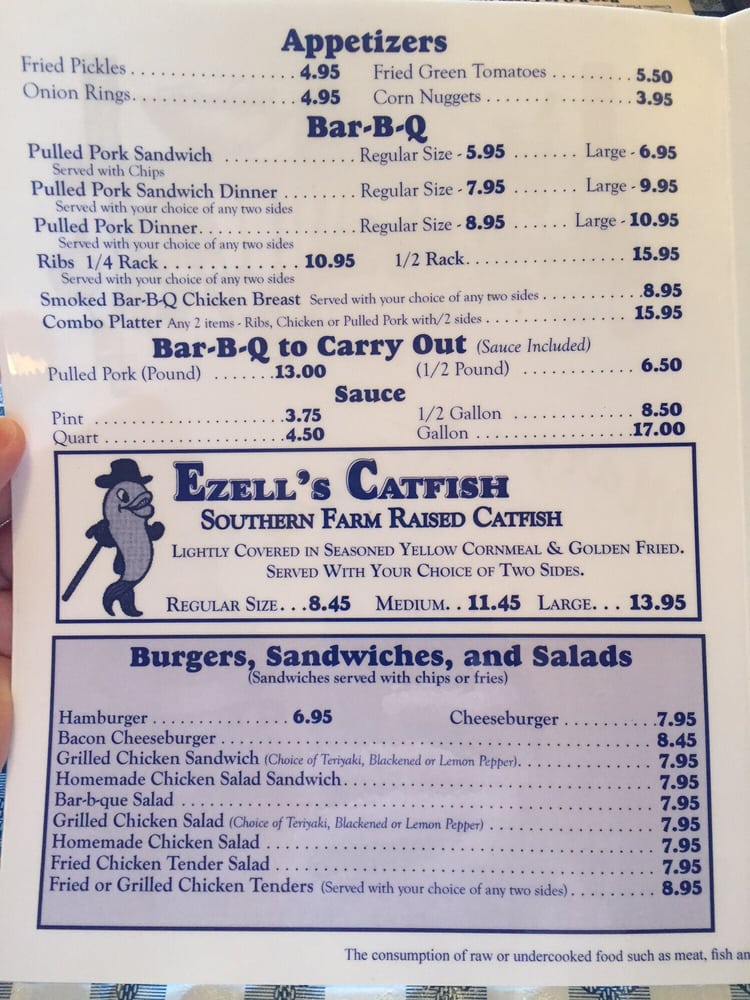 Appetizers
Fried Pickles . . . . . . . . . . . . . . . . . . 4.95 Fried Green Tomatoes . . . . . . . . . 5.50
Onion Rings. . . . . . . . . . . . . . . . . . 4.95 Corn Nuggets . . . . . . . . . . . . . . . . 3.95
Bar-B-Q
Pulled Pork Sandwich . . . . . . . . . . . . . . Regular Size - 5.95 . . . . . . . Large - 6.95
Served with Chips
Pulled Pork Sandwich Dinner . . . . . . . . Regular Size - 7.95 . . . . . . . Large - 9.95
Served with your choice of any two sides
Pulled Pork Dinner. . . . . . . . . . . . . . . . . Regular Size - 8.95 . . . . . . Large - 10.95
Served with your choice of any two sides
Ribs 1/4 Rack . . . . . . . . . . . . 10.95 1/2 Rack. . . . . . . . . . . . . . . . . 15.95
Served with your choice of any two sides
Smoked Bar-B-Q Chicken Breast Served with your choice of any two sides . . . . . . . . . . . 8.95
Combo Platter Any 2 items - Ribs, Chicken or Pulled Pork with/2 sides . . . . . . . . . . . . . . . . 15.95
Bar-B-Q to Carry Out (Sauce Included)
Pulled Pork (Pound) . . . . . . . 13.00 (1/2 Pound) . . . . . . . . . . . . 6.50
Sauce
Pint . . . . . . . . . . . . . . . . . . . . . . 3.75 1/2 Gallon . . . . . . . . . . . . . 8.50
Quart . . . . . . . . . . . . . . . . . . . . 4.50 Gallon . . . . . . . . . . . . . . . . 17.00
EZELL'S CATFISH
SOUTHERN FARM RAISED CATFISH
LIGHTLY COVERED IN SEASONED YELLOW CORNMEAL & GOLDEN FRIED.
SERVED WITH YOUR CHOICE OF TWO SIDES.
REGULAR SIZE. . . 8.45 MEDIUM. . 11.45 LARGE. . . 13.95
Burgers, Sandwiches, and Salads
(Sandwiches served with chips or fries)
Hamburger . . . . . . . . . . . . . . 6.95 Cheeseburger . . . . . . . . . . 7.95
Bacon Cheeseburger . . . . . . . . . . . . . . . . . . . . . . . . . . . . . . . . . . . . . . . 8.45
Grilled Chicken Sandwich (Choice of Teriyaki, Blackened or Lemon Pepper). . . . . . . . . . . . . 7.95
Homemade Chicken Salad Sandwich. . . . . . . . . . . . . . . . . . . . . . . . . . . . 7.95
Bar-b-que Salad . . . . . . . . . . . . . . . . . . . . . . . . . . . . . . . . . . . . . . . . . . . 7.95
Grilled Chicken Salad (Choice of Teriyaki, Blackened or Lemon Pepper) . . . . . . . . . . . . . . . . 7.95
Homemade Chicken Salad . . . . . . . . . . . . . . . . . . . . . . . . . . . . . . . . . . . 7.95
Fried Chicken Tender Salad . . . . . . . . . . . . . . . . . . . . . . . . . . . . . . . . . . 7.95
Fried or Grilled Chicken Tenders (Served with your choice of any two sides) . . . . . . . . . 8.95
The consumption of raw or undercooked food such as meat, fish an